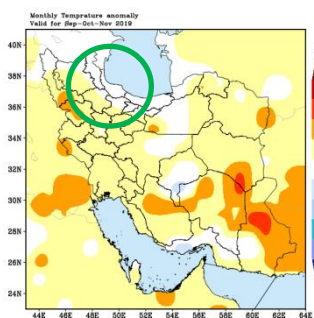 Monthly Temprature anomally
Valid for Sep-Oct-Nov 2019
40N
38N
36N
34N
32N
30N
28N
26N
24N
44E 46E 48E 50E 52E 54E 56E 58E 60E 62E 64E